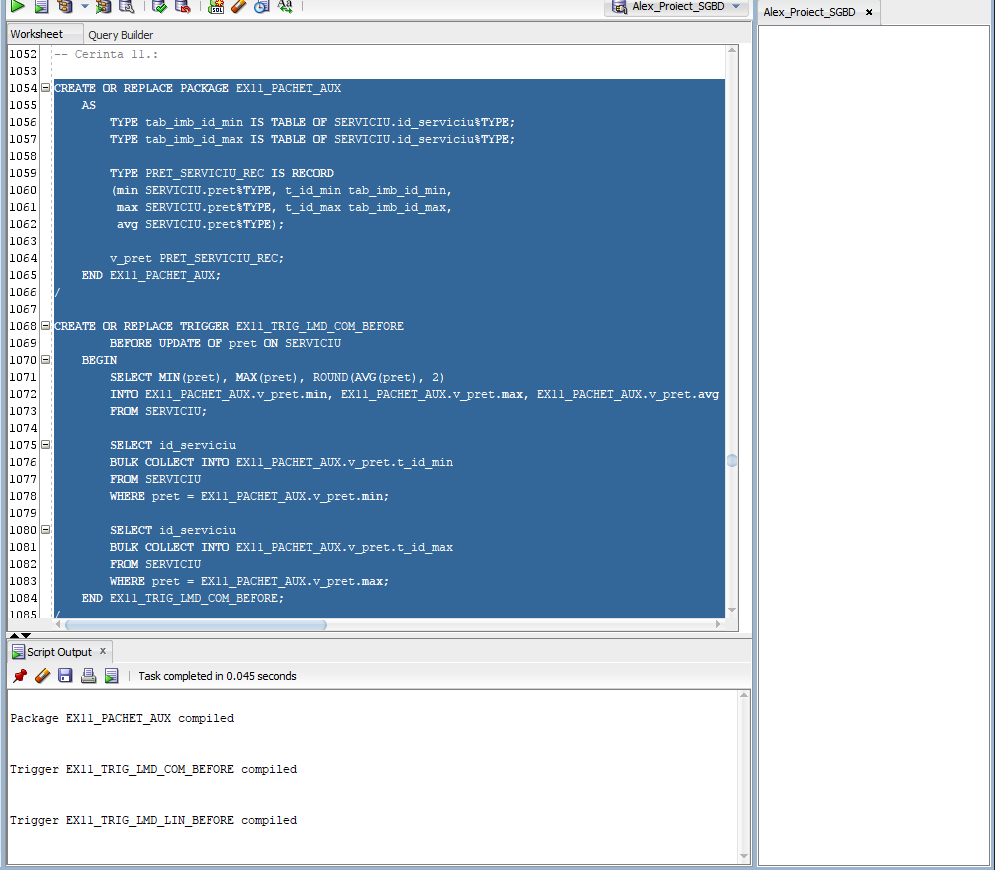 Alex_Proiect_SGBD
Alex_Proiect_SGBD
Worksheet
Query Builder
1052 -- Cerinta 11.:
1053
1054 CREATE OR REPLACE PACKAGE EX11_PACHET_AUX
1055 AS
1056 TYPE tab_imb_id_min IS TABLE OF SERVICIU.id_serviciu%TYPE;
1057 TYPE tab_imb_id_max IS TABLE OF SERVICIU.id_serviciu%TYPE;
1058
1059 TYPE PRET_SERVICIU_REC IS RECORD
1060 (min SERVICIU.pret%TYPE, t_id_min tab_imb_id_min,
1061 max SERVICIU.pret%TYPE, t_id_max tab_imb_id_max,
1062 avg SERVICIU.pret%TYPE);
1063
1064 v_pret PRET_SERVICIU_REC;
1065 END EX11_PACHET_AUX;
1066 /
1067
1068 CREATE OR REPLACE TRIGGER EX11_TRIG_LMD_COM_BEFORE
1069 BEFORE UPDATE OF pret ON SERVICIU
1070 BEGIN
1071 SELECT MIN(pret), MAX(pret), ROUND(AVG(pret), 2)
1072 INTO EX11_PACHET_AUX.v_pret.min, EX11_PACHET_AUX.v_pret.max, EX11_PACHET_AUX.v_pret.avg
1073 FROM SERVICIU;
1074
1075 SELECT id_serviciu
1076 BULK COLLECT INTO EX11_PACHET_AUX.v_pret.t_id_min
1077 FROM SERVICIU
1078 WHERE pret = EX11_PACHET_AUX.v_pret.min;
1079
1080 SELECT id_serviciu
1081 BULK COLLECT INTO EX11_PACHET_AUX.v_pret.t_id_max
1082 FROM SERVICIU
1083 WHERE pret = EX11_PACHET_AUX.v_pret.max;
1084 END EX11_TRIG_LMD_COM_BEFORE;
1085 /
Script Output
Task completed in 0.045 seconds
Package EX11_PACHET_AUX compiled
Trigger EX11_TRIG_LMD_COM_BEFORE compiled
Trigger EX11_TRIG_LMD_LIN_BEFORE compiled